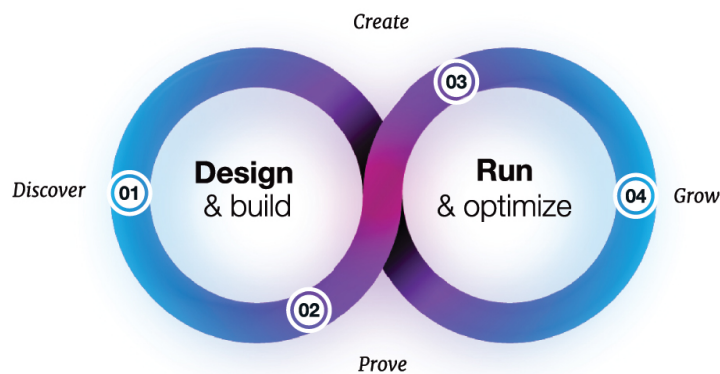 Create
03
Design
& build
Run
& optimize
Discover
01
04
Grow
02
Prove